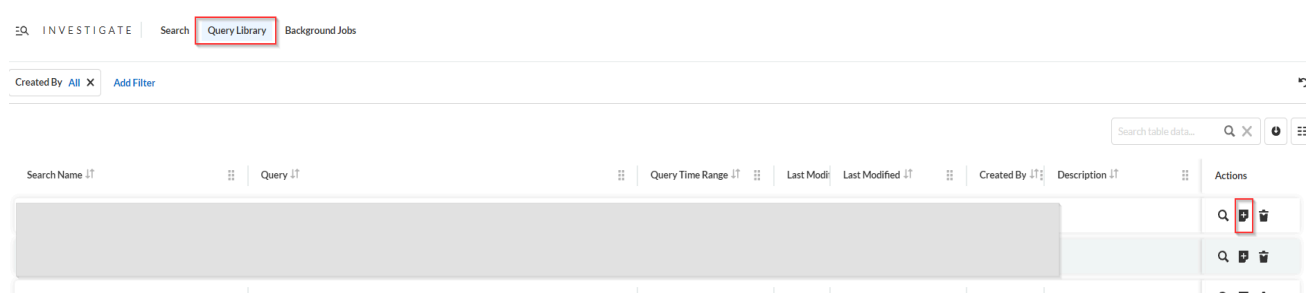 INVESTIGATE Search Query Library Background Jobs
Created By All X Add Filter
Search table data...
Search Name Query Query Time Range Last Modif Last Modified Created By Description Actions